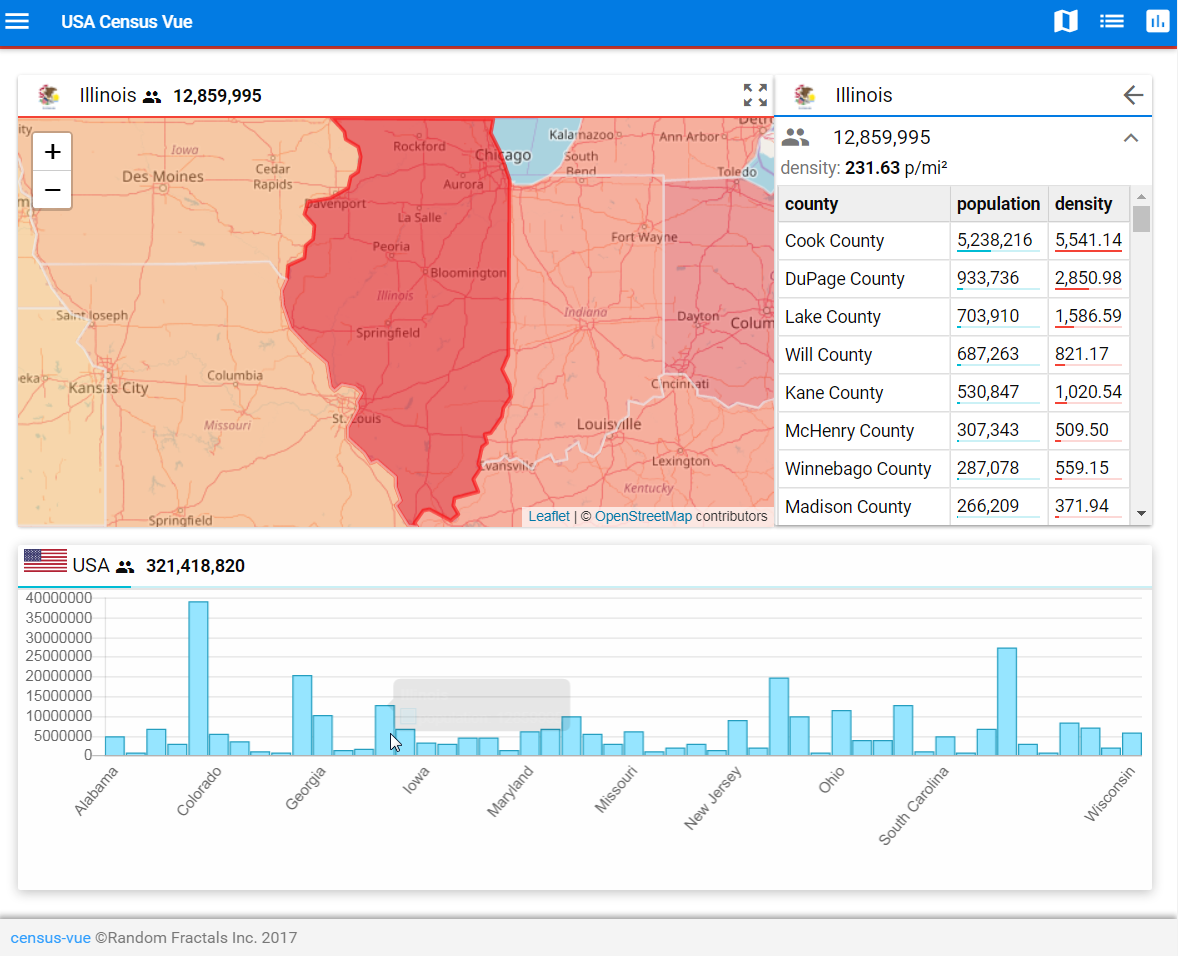 USA Census Vue
Illinois 12,859,995
+
−
ity
Iowa
Des Moines
Cedar
Rapids
Rockford
Chicago
Aurora
Kalamazoo
South
Bend
Ann Arbor
Detro
Toledo
Davenport
La Salle
Peoria
Bloomington
Illinois
Springfield
Fort Wayne
Indiana
Dayton
Colum
Cincinnati
Saint Joseph
eka
Kansas City
Columbia
Missouri
St. Louis
Louisville
Evansville
Lexington
Kentucky
Springfield
Leaflet | © OpenStreetMap contributors
Illinois
12,859,995
density: 231.63 p/mi²
county population density
Cook County 5,238,216 5,541.14
DuPage County 933,736 2,850.98
Lake County 703,910 1,586.59
Will County 687,263 821.17
Kane County 530,847 1,020.54
McHenry County 307,343 509.50
Winnebago County 287,078 559.15
Madison County 266,209 371.94
USA 321,418,820
40000000
35000000
30000000
25000000
20000000
15000000
10000000
5000000
0
Alabama Colorado Georgia Iowa Maryland Missouri New Jersey Ohio South Carolina Wisconsin
census-vue ©Random Fractals Inc. 2017